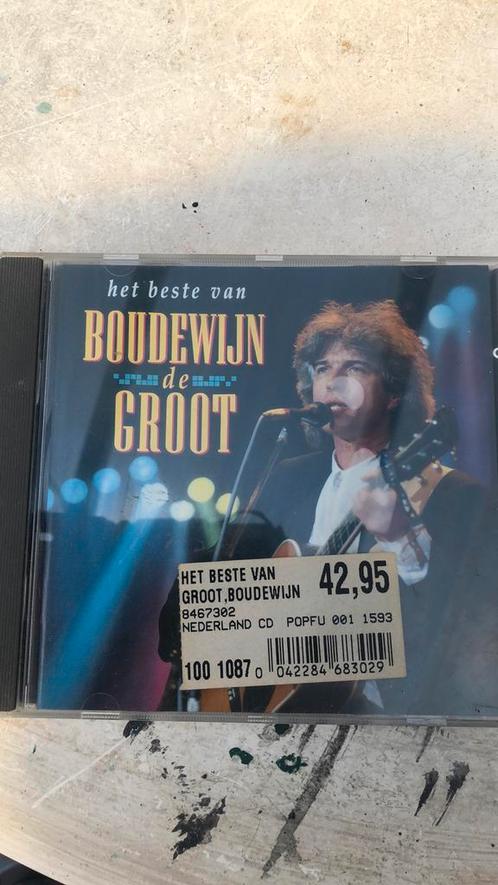 het beste van
BOUDEWIJN
de
GROOT
HET BESTE VAN 42,95
GROOT,BOUDEWIJN
8467302
NEDERLAND CD POPFU 001 1593
100 1087 0 042284 683029